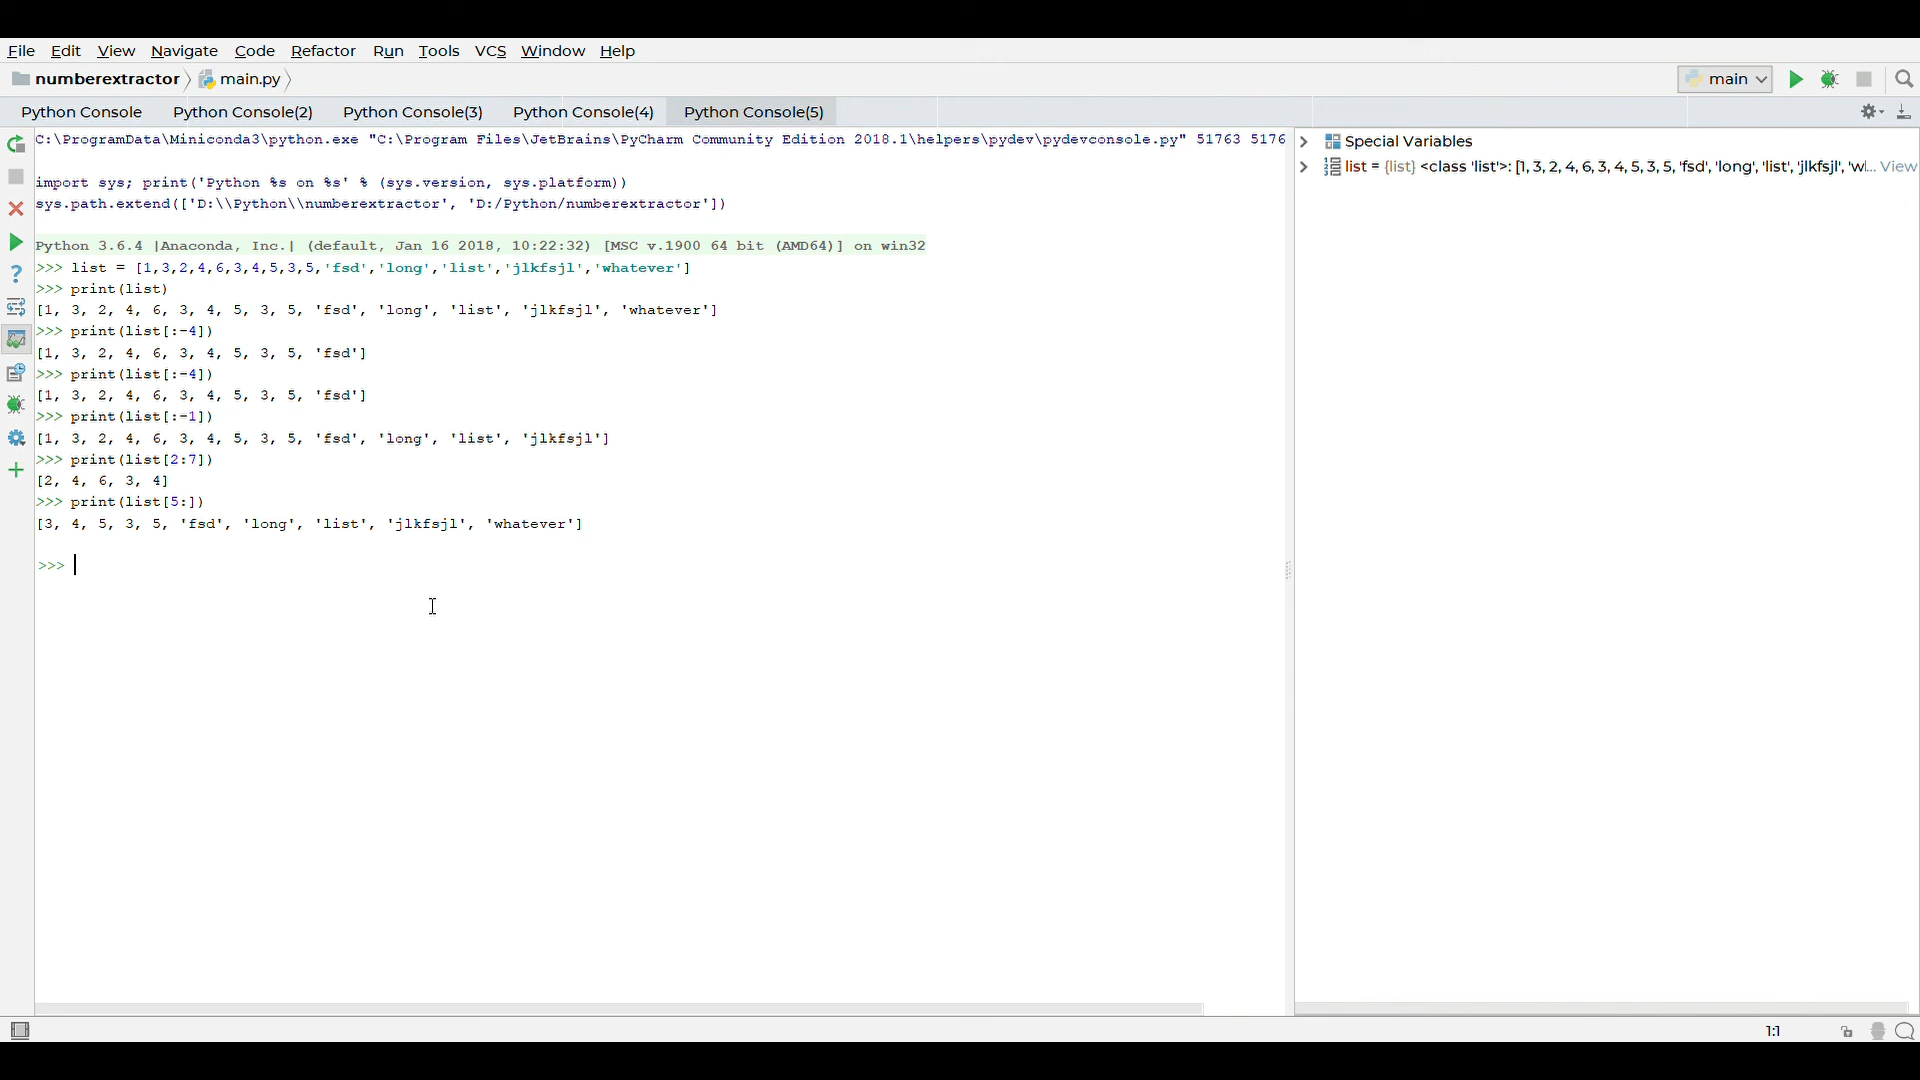 File Edit View Navigate Code Refactor Run Tools VCS Window Help
numberextractor main.py main
Python Console Python Console(2) Python Console(3) Python Console(4) Python Console(5)
C:\ProgramData\Miniconda3\python.exe "C:\Program Files\JetBrains\PyCharm Community Edition 2018.1\helpers\pydev\pydevconsole.py" 51763 5176
import sys; print('Python %s on %s' % (sys.version, sys.platform))
sys.path.extend(['D:\\Python\\numberextractor', 'D:/Python/numberextractor'])
Python 3.6.4 |Anaconda, Inc.| (default, Jan 16 2018, 10:22:32) [MSC v.1900 64 bit (AMD64)] on win32
>>> list = [1,3,2,4,6,3,4,5,3,5,'fsd','long','list','jlkfsjl','whatever']
>>> print(list)
[1, 3, 2, 4, 6, 3, 4, 5, 3, 5, 'fsd', 'long', 'list', 'jlkfsjl', 'whatever']
>>> print(list[:-4])
[1, 3, 2, 4, 6, 3, 4, 5, 3, 5, 'fsd']
>>> print(list[:-4])
[1, 3, 2, 4, 6, 3, 4, 5, 3, 5, 'fsd']
>>> print(list[:-1])
[1, 3, 2, 4, 6, 3, 4, 5, 3, 5, 'fsd', 'long', 'list', 'jlkfsjl']
>>> print(list[2:7])
[2, 4, 6, 3, 4]
>>> print(list[5:])
[3, 4, 5, 3, 5, 'fsd', 'long', 'list', 'jlkfsjl', 'whatever']
>>>
Special Variables
list = {list} <class 'list'>: [1, 3, 2, 4, 6, 3, 4, 5, 3, 5, 'fsd', 'long', 'list', 'jlkfsjl', 'w... View
1:1